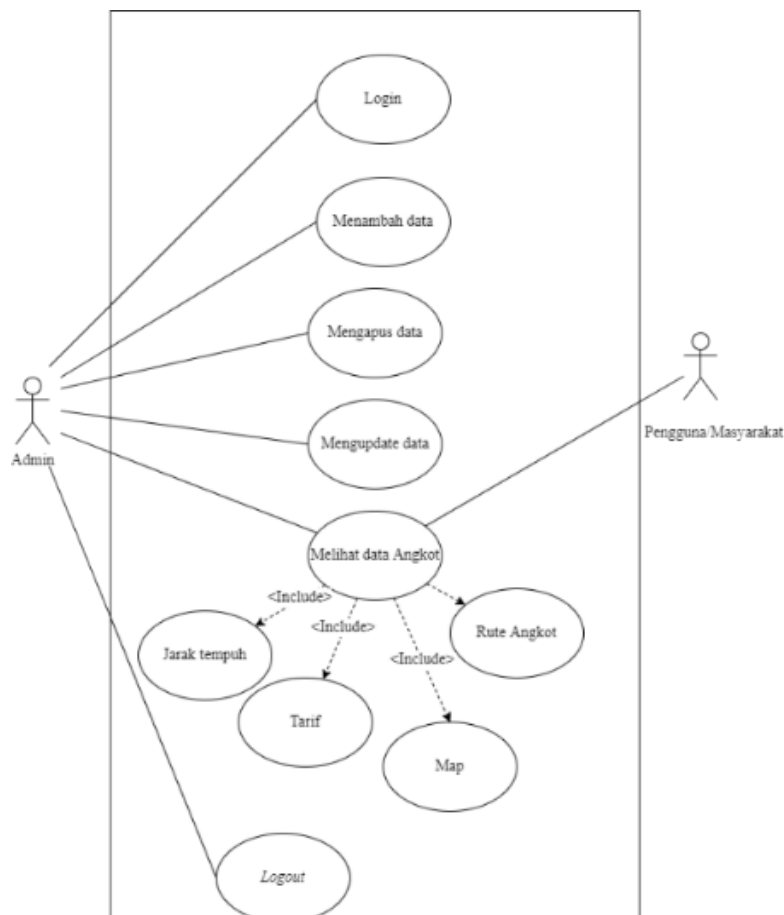 Login
Menambah data
Mengapus data
Mengupdate data
Pengguna/Masyarakat
Admin
Melihat data Angkot
<Include>
<Include>
<Include>
Rute Angkot
Jarak tempuh
Tarif
Map
Logout